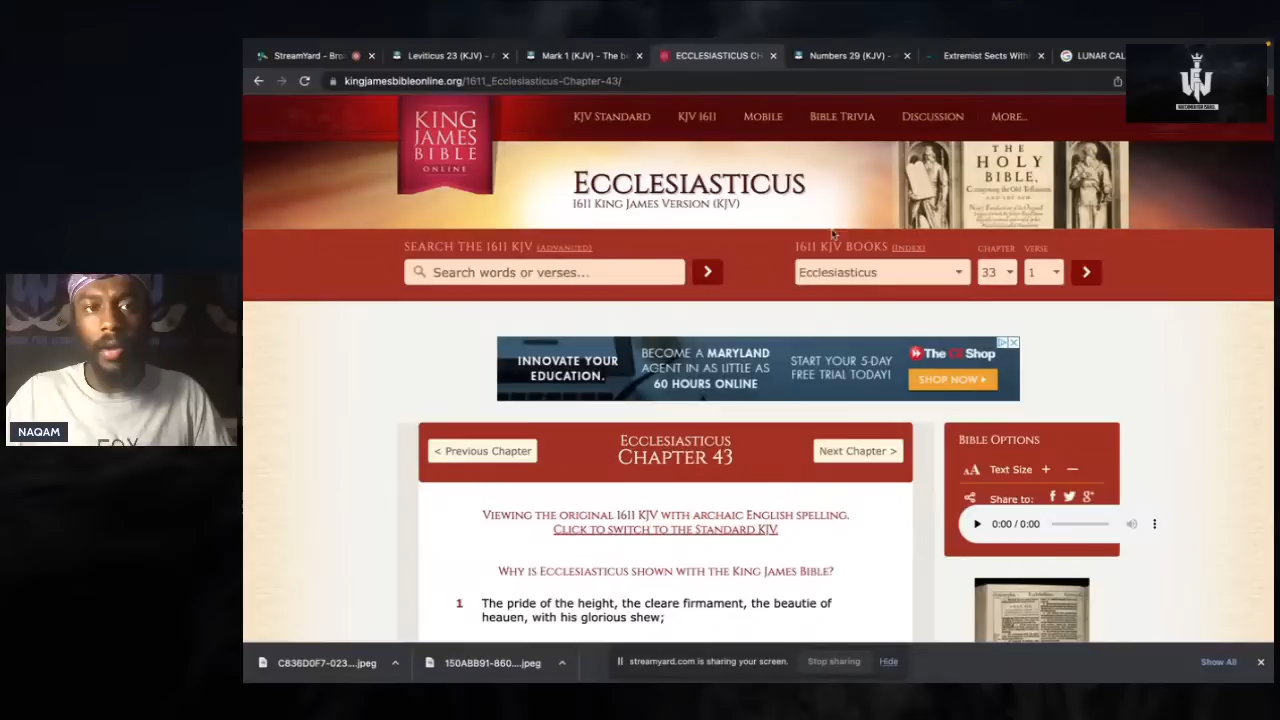 StreamYard - Bro
Leviticus 23 (KJV) -
Mark 1 (KJV) - The b
ECCLESIASTICUS CH
Numbers 29 (KJV) -
Extremist Sects With
LUNAR CAL
kingjamesbibleonline.org/1611_Ecclesiasticus-Chapter-43/
KING
JAMES
BIBLE
ONLINE
KJV STANDARD
KJV 1611
MOBILE
BIBLE TRIVIA
DISCUSSION
MORE...
ECCLESIASTICUS
1611 KING JAMES VERSION (KJV)
THE
HOLY
BIBLE,
SEARCH THE 1611 KJV (ADVANCED)
Search words or verses...
1611 KJV BOOKS [INDEX]
CHAPTER
VERSE
Ecclesiasticus
33
1
INNOVATE YOUR
EDUCATION.
BECOME A MARYLAND
AGENT IN AS LITTLE AS
60 HOURS ONLINE
START YOUR 5-DAY
FREE TRIAL TODAY!
The CE Shop
SHOP NOW
< Previous Chapter
ECCLESIASTICUS
CHAPTER 43
Next Chapter >
BIBLE OPTIONS
AA Text Size + −
Share to:
0:00 / 0:00
VIEWING THE ORIGINAL 1611 KJV WITH ARCHAIC ENGLISH SPELLING.
CLICK TO SWITCH TO THE STANDARD KJV.
WHY IS ECCLESIASTICUS SHOWN WITH THE KING JAMES BIBLE?
1 The pride of the height, the cleare firmament, the beautie of
heauen, with his glorious shew;
NAQAM
C836D0F7-023....jpeg
150ABB91-860....jpeg
streamyard.com is sharing your screen.
Stop sharing
Hide
Show All